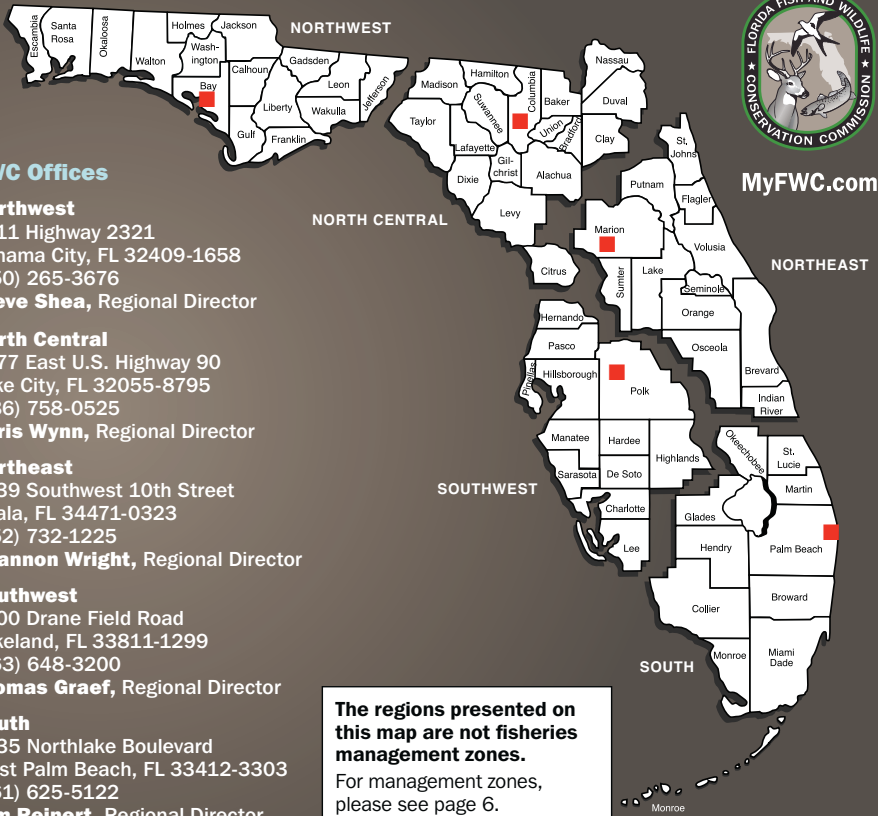 NORTHWEST
Escambia
Santa
Rosa
Okaloosa
Walton
Holmes
Jackson
Wash-
ington
Bay
Calhoun
Gulf
Gadsden
Liberty
Franklin
Leon
Wakulla
Jefferson
NORTH CENTRAL
Madison
Hamilton
Taylor
Suwannee
Lafayette
Columbia
Baker
Union
Bradford
Dixie
Gil-
christ
Alachua
Levy
Citrus
NORTHEAST
Nassau
Duval
Clay
St.
Johns
Putnam
Flagler
Marion
Volusia
Sumter
Lake
Seminole
Orange
Osceola
Brevard
Indian
River
SOUTHWEST
Hernando
Pasco
Pinellas
Hillsborough
Polk
Manatee
Hardee
Highlands
Sarasota
De Soto
Charlotte
Lee
SOUTH
Okeechobee
St.
Lucie
Martin
Glades
Hendry
Palm Beach
Collier
Broward
Monroe
Miami
Dade
Monroe
FLORIDA FISH AND WILDLIFE
CONSERVATION COMMISSION
MyFWC.com
Offices
rthwest
11 Highway 2321
nama City, FL 32409-1658
50) 265-3676
eve Shea, Regional Director
rth Central
77 East U.S. Highway 90
ke City, FL 32055-8795
86) 758-0525
ris Wynn, Regional Director
rtheast
39 Southwest 10th Street
ala, FL 34471-0323
52) 732-1225
annon Wright, Regional Director
uthwest
00 Drane Field Road
keland, FL 33811-1299
63) 648-3200
omas Graef, Regional Director
uth
35 Northlake Boulevard
st Palm Beach, FL 33412-3303
61) 625-5122
m Reinert, Regional Director
The regions presented on
this map are not fisheries
management zones.
For management zones,
please see page 6.